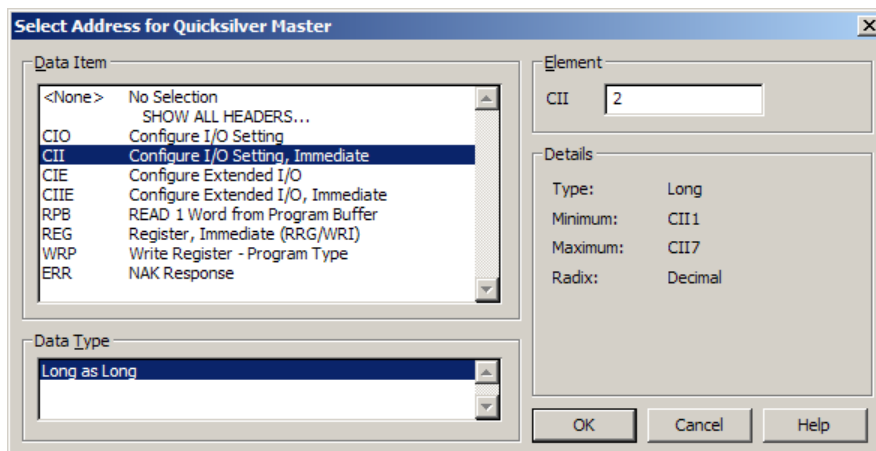 Select Address for Quicksilver Master
Data Item
<None> No Selection
SHOW ALL HEADERS...
CIO Configure I/O Setting
CII Configure I/O Setting, Immediate
CIE Configure Extended I/O
CIIE Configure Extended I/O, Immediate
RPB READ 1 Word from Program Buffer
REG Register, Immediate (RRG/WRI)
WRP Write Register - Program Type
ERR NAK Response
Data Type
Long as Long
Element
CII 2
Details
Type: Long
Minimum: CII1
Maximum: CII7
Radix: Decimal
OK Cancel Help